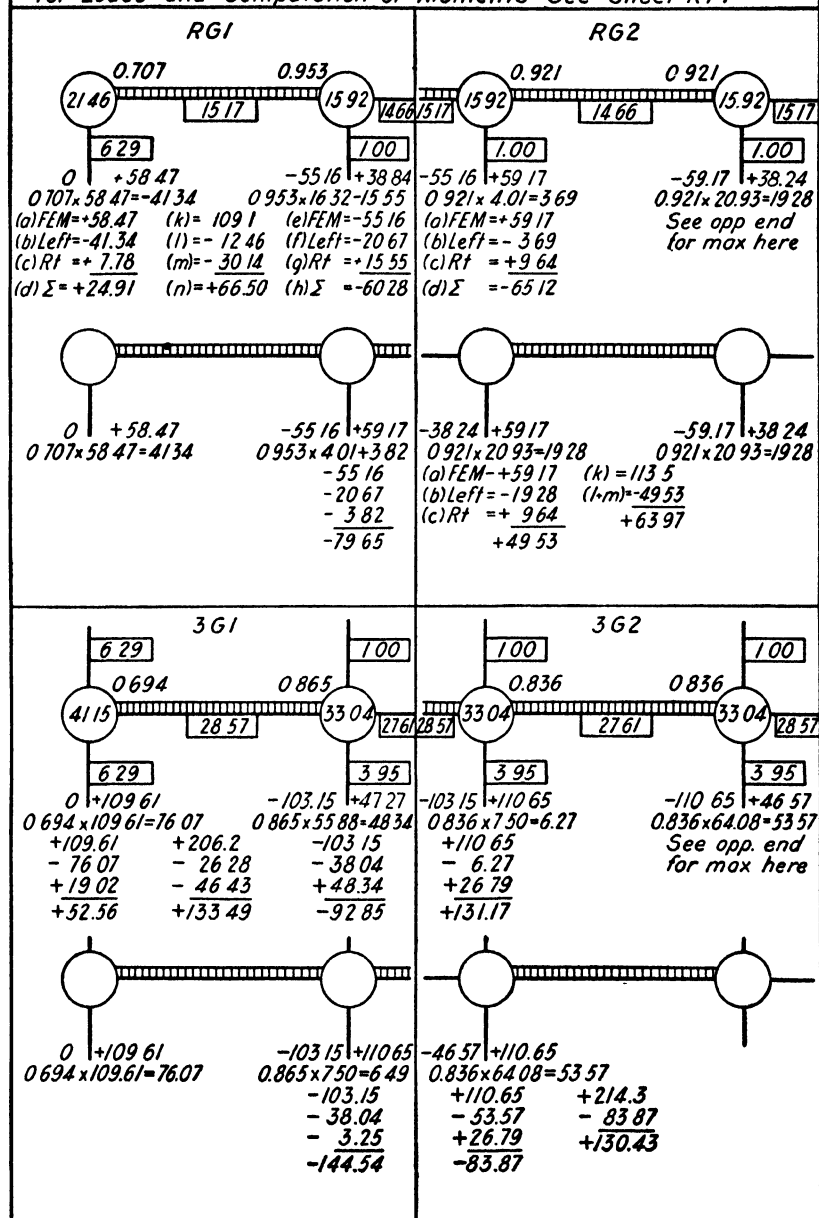 for Loads and Computation of Moments See Sheet
RG1
0.707 0.953
21 46 15 17 15 92 14 66
6 29 1 00
0 +58 47 -55 16 +38 84
0 707x58 47=-41 34 0 953x16 32-15 55
(a)FEM=+58.47 (k)= 109 1 (e)FEM=-55 16
(b)Left=-41.34 (l)=- 12 46 (f)Left=-20 67
(c)Rt =+ 7.78 (m)=- 30 14 (g)Rt =+15 55
(d)Σ=+24.91 (n)=+66.50 (h)Σ =-60 28
0 +58.47 -55 16 +59 17
0 707x58 47=41 34 0 953x4 01+3 82
-55 16
-20 67
- 3 82
-79 65
RG2
0.921 0 921
15 17 15 92 14 66 15.92 15 17
1.00 1.00
-55 16 +59 17 -59.17 +38.24
0 921x 4.01=3 69 0.921x 20.93=19 28
(a)FEM=+59 17 See opp end
(b)Left=- 3 69 for max here
(c)Rt =+9 64
(d)Σ =-65 12
-38 24 +59 17 -59.17 +38 24
0 921x 20 93=19 28 0 921x 20 93=19 28
(a)FEM-+59 17 (k) =113 5
(b)Left=-19 28 (l+m)=-49 53
(c)Rt =+ 9 64 +63 97
+49 53
3G1
6 29 1 00
0 694 0 865
41 15 28 57 33 04 27 61
6 29 3 95
0 +109 61 -103.15 +47 27
0 694 x109 61=76 07 0 865x55 88=48 34
+109.61 +206.2 -103 15
- 76 07 - 26 28 - 38 04
+19 02 - 46 43 +48.34
+52.56 +133 49 -92 85
0 +109 61 -103 15 +110 65
0 694 x109.61=76.07 0.865x7 50=6 49
-103.15
- 38.04
- 3.25
-144.54
3G2
1 00 1 00
0.836 0 836
28 57 33 04 27 61 33 04 28 57
3 95 3 95
-103 15 +110 65 -110 65 +46 57
0.836 x7 50=6.27 0.836x64.08=53 57
+110 65 See opp. end
- 6.27 for max here
+26 79
+131.17
-46 57 +110.65
0.836x64 08=53 57
+110.65 +214.3
- 53.57 - 83 87
+26.79 +130.43
-83.87